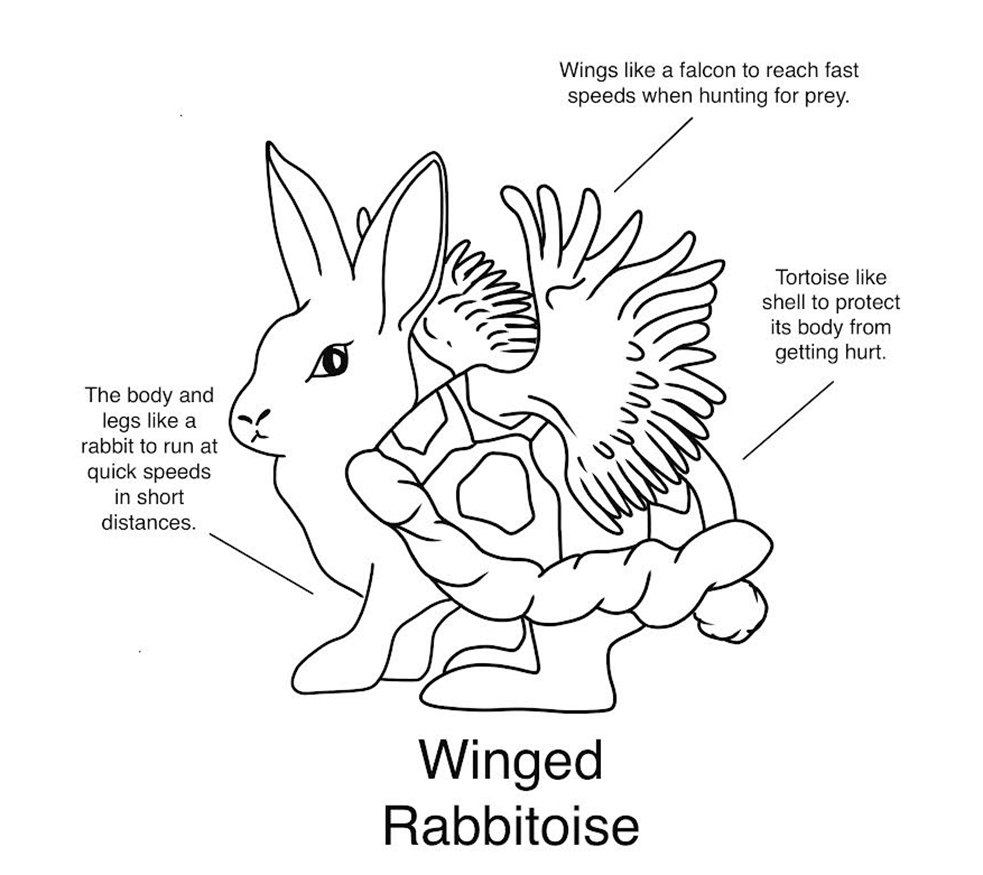 Wings like a falcon to reach fast
speeds when hunting for prey.
Tortoise like
shell to protect
its body from
getting hurt.
The body and
legs like a
rabbit to run at
quick speeds
in short
distances.
Winged
Rabbitoise